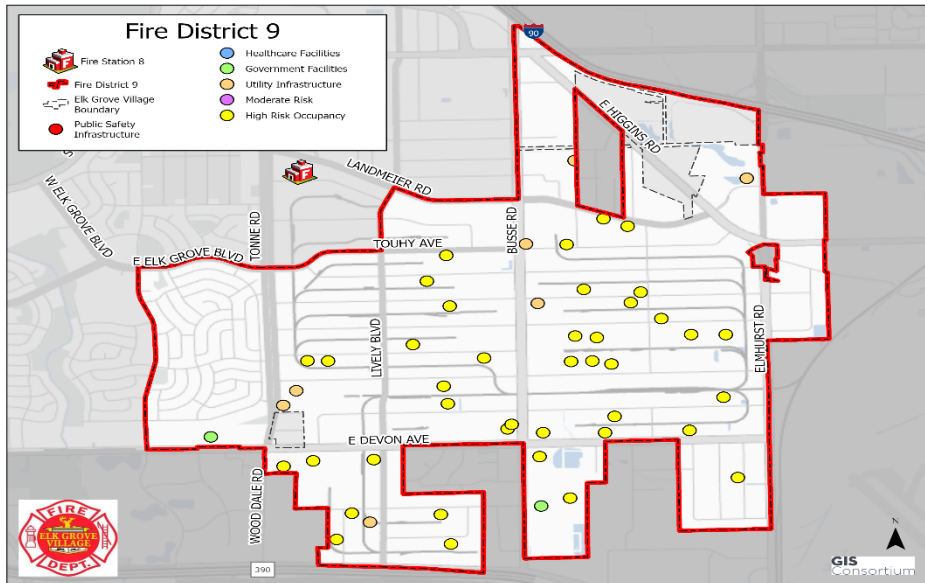 Fire District 9
Fire Station 8
Fire District 9
Elk Grove Village
Boundary
Public Safety
Infrastructure
Healthcare Facilities
Government Facilities
Utility Infrastructure
Moderate Risk
High Risk Occupancy
90
E HIGGINS RD
LANDMEIER RD
W ELK GROVE BLVD
TONNE RD
BUSSE RD
TOUHY AVE
E ELK GROVE BLVD
LIVELY BLVD
ELMHURST RD
E DEVON AVE
WOOD DALE RD
390
FIRE
ELK GROVE
VILLAGE
DEPT.
N
GIS
Consortium